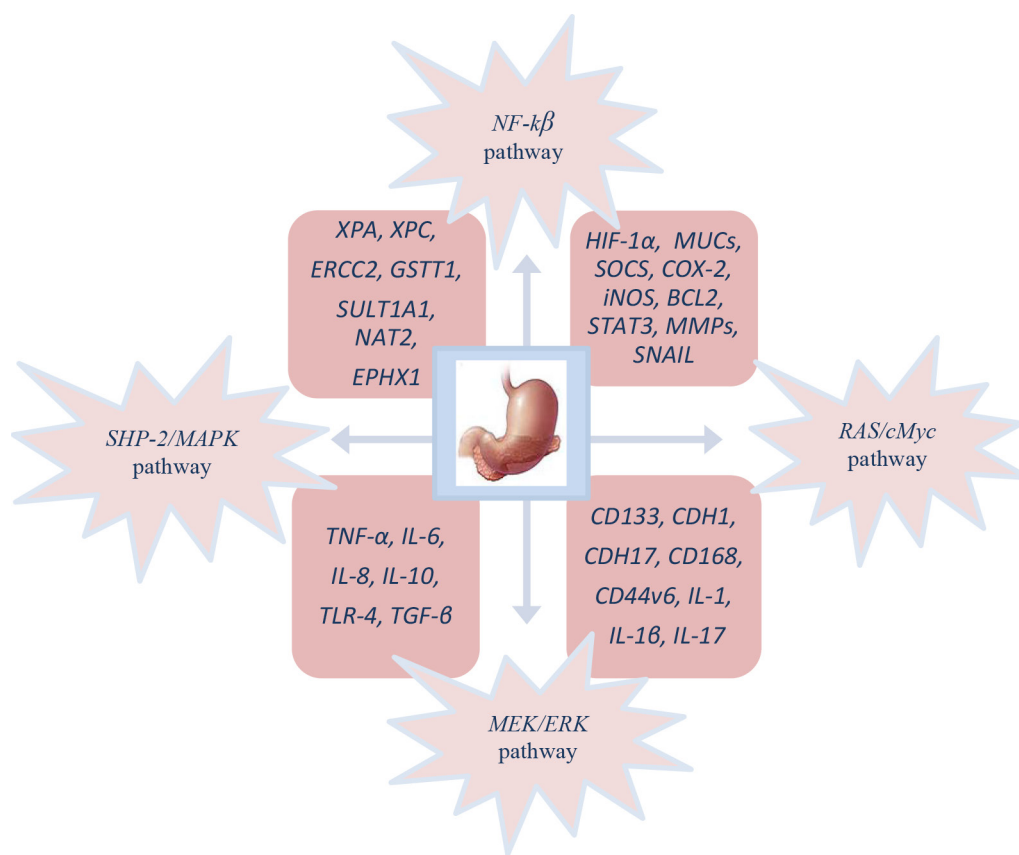 NF-kβ
pathway
XPA, XPC,
ERCC2, GSTT1,
SULT1A1,
NAT2,
EPHX1
HIF-1α, MUCs,
SOCS, COX-2,
iNOS, BCL2,
STAT3, MMPs,
SNAIL
SHP-2/MAPK
pathway
RAS/cMyc
pathway
TNF-α, IL-6,
IL-8, IL-10,
TLR-4, TGF-β
CD133, CDH1,
CDH17, CD168,
CD44v6, IL-1,
IL-1β, IL-17
MEK/ERK
pathway